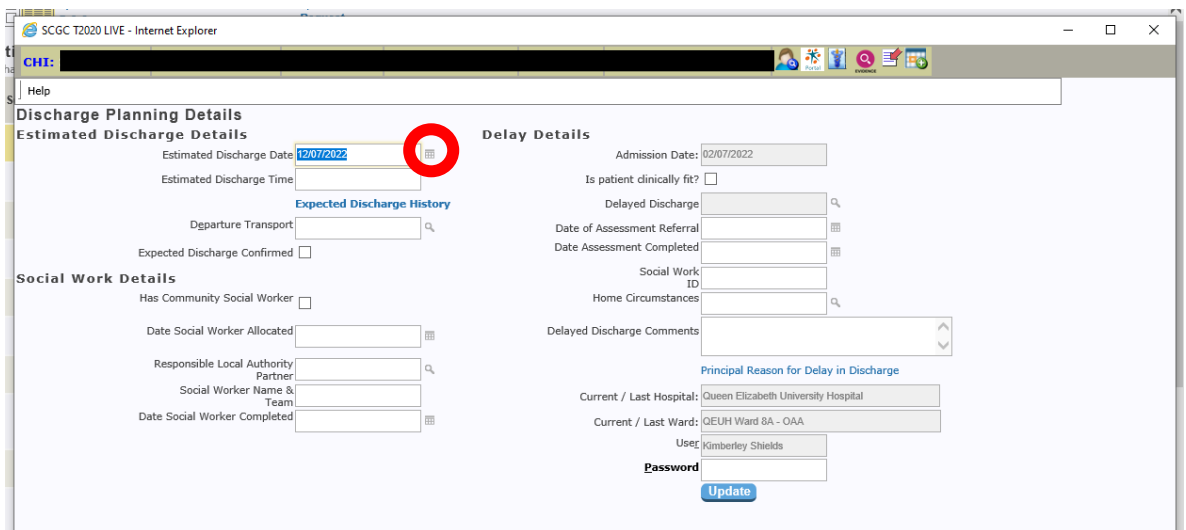 SCGC T2020 LIVE - Internet Explorer
CHI:
Portal
EVIDENCE
Help
Discharge Planning Details
Estimated Discharge Details
Estimated Discharge Date 12/07/2022
Estimated Discharge Time
Expected Discharge History
Departure Transport
Expected Discharge Confirmed
Social Work Details
Has Community Social Worker
Date Social Worker Allocated
Responsible Local Authority
Partner
Social Worker Name &
Team
Date Social Worker Completed
Delay Details
Admission Date: 02/07/2022
Is patient clinically fit?
Delayed Discharge
Date of Assessment Referral
Date Assessment Completed
Social Work
ID
Home Circumstances
Delayed Discharge Comments
Principal Reason for Delay in Discharge
Current / Last Hospital: Queen Elizabeth University Hospital
Current / Last Ward: QEUH Ward 8A - OAA
User Kimberley Shields
Password
Update